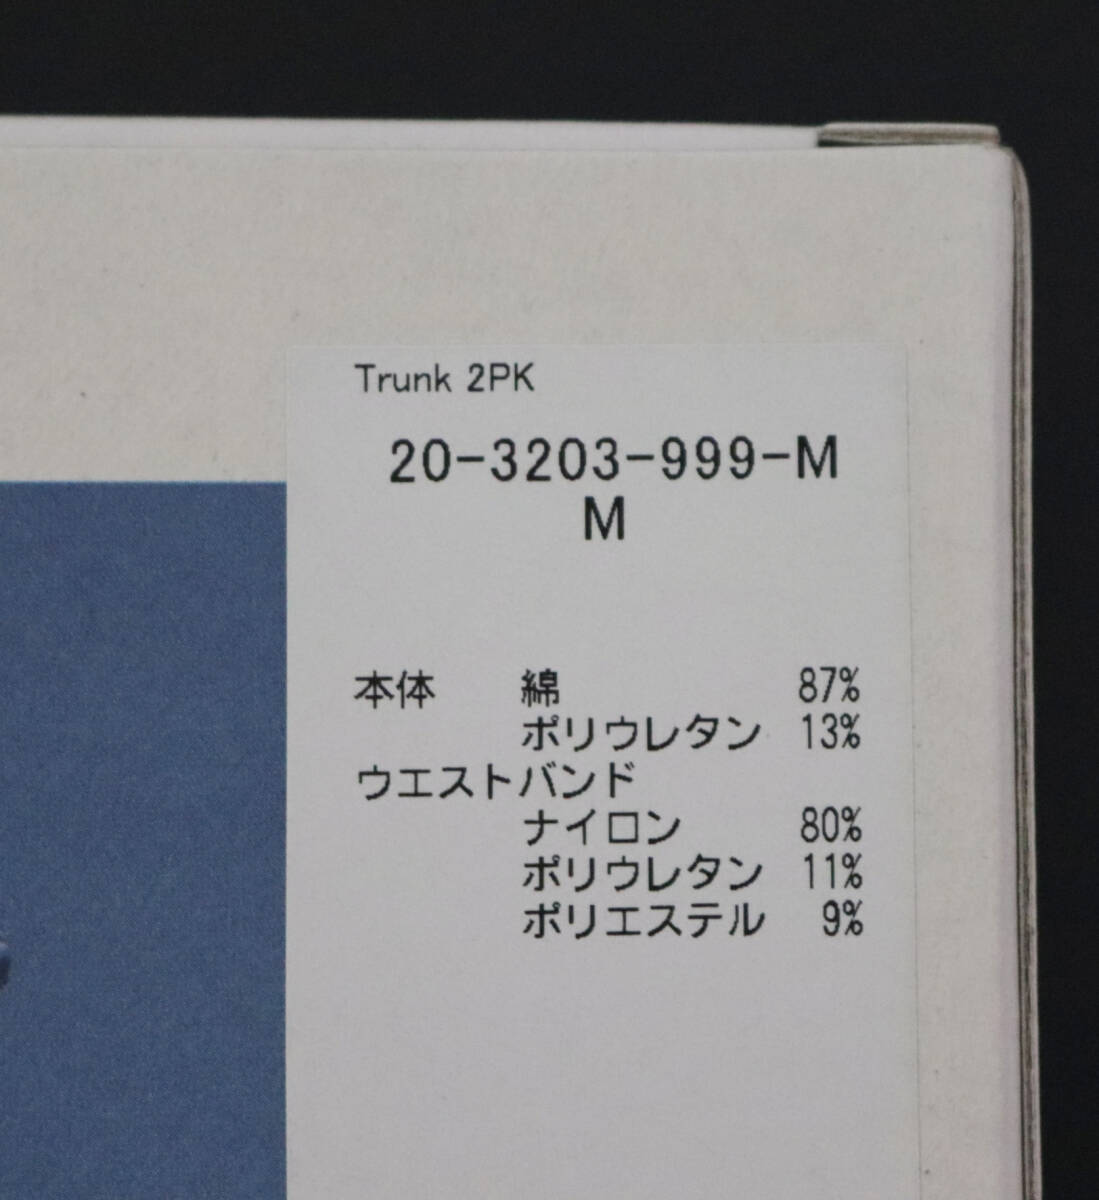 Trunk 2PK
20-3203-999-M
M
本体 綿 87%
ポリウレタン 13%
ウエストバンド
ナイロン 80%
ポリウレタン 11%
ポリエステル 9%